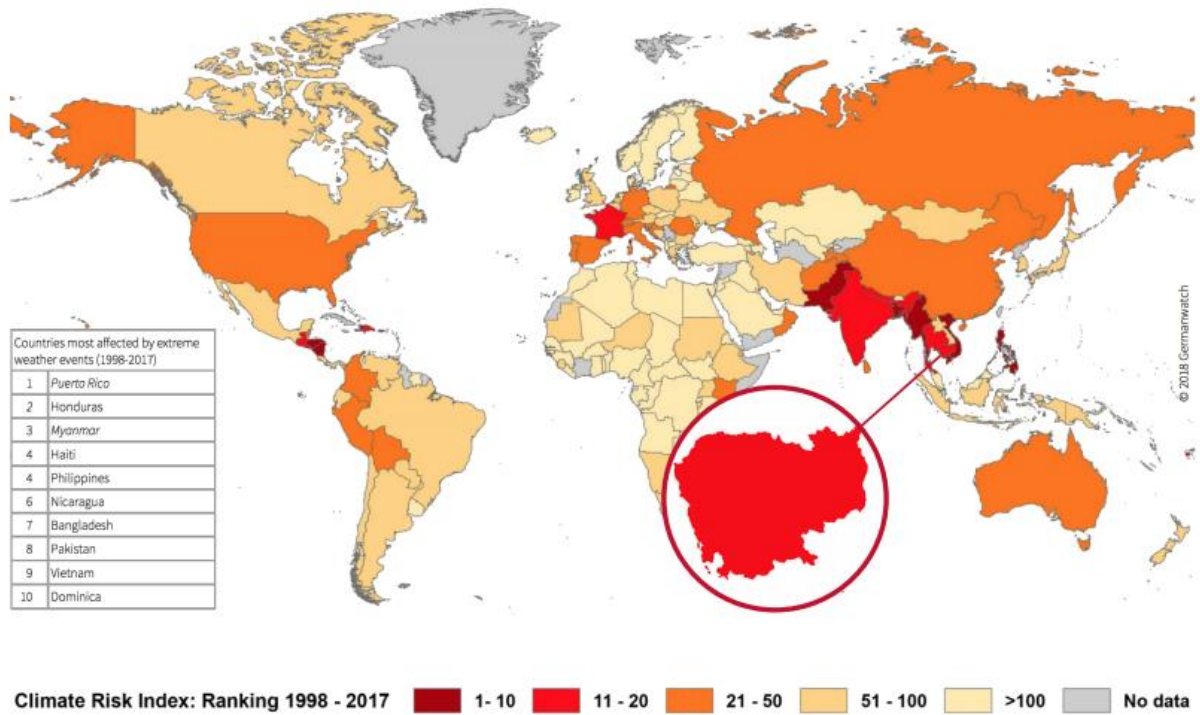 Countries most affected by extreme
weather events (1998-2017)
1 Puerto Rico
2 Honduras
3 Myanmar
4 Haiti
4 Philippines
6 Nicaragua
7 Bangladesh
8 Pakistan
9 Vietnam
10 Dominica
© 2018 Germanwatch
Climate Risk Index: Ranking 1998 - 2017 1- 10 11 - 20 21 - 50 51 - 100 >100 No data